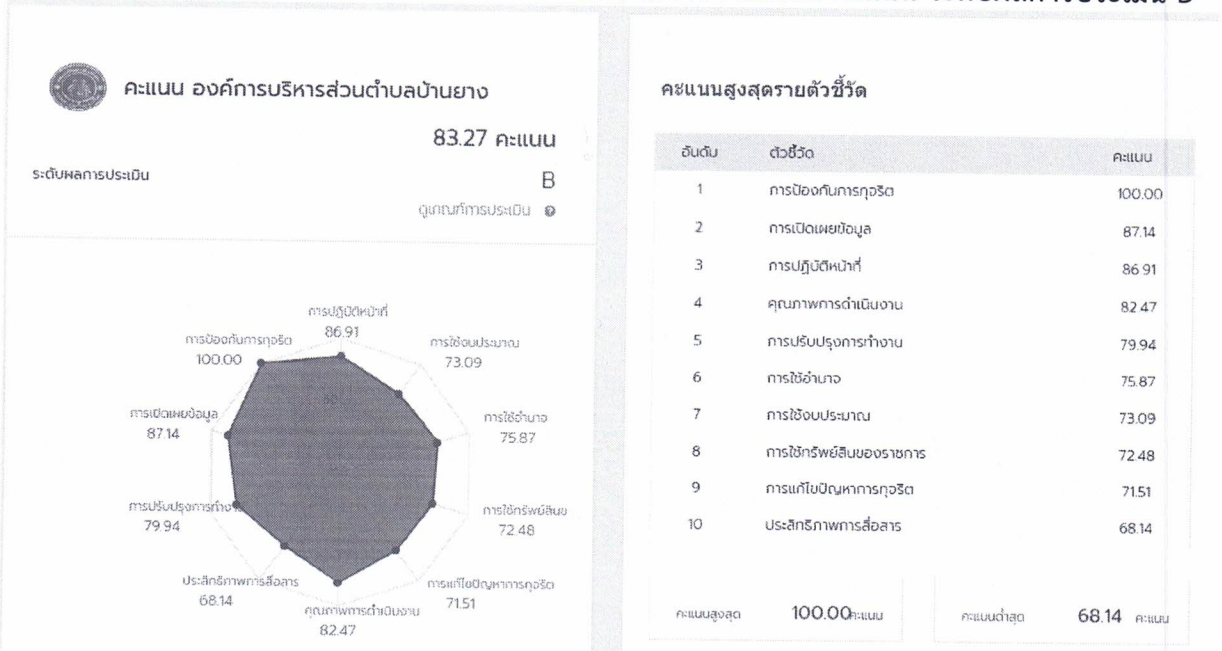 คะแนน องค์การบริหารส่วนตำบลบ้านยาง
83.27 คะแนน
ระดับผลการประเมิน
B
ดูเกณฑ์การประเมิน
การปฏิบัติหน้าที่
86.91
การป้องกันการทุจริต
100.00
การใช้งบประมาณ
73.09
การเปิดเผยข้อมูล
87.14
การใช้อำนาจ
75.87
การปรับปรุงการทำง
79.94
การใช้ทรัพย์สินข
72.48
ประสิทธิภาพการสื่อสาร
68.14
การแก้ไขปัญหาการทุจริต
71.51
คุณภาพการดำเนินงาน
82.47
คะแนนสูงสุดรายตัวชี้วัด
อันดับ ตัวชี้วัด คะแนน
1 การป้องกันการทุจริต 100.00
2 การเปิดเผยข้อมูล 87.14
3 การปฏิบัติหน้าที่ 86.91
4 คุณภาพการดำเนินงาน 82.47
5 การปรับปรุงการทำงาน 79.94
6 การใช้อำนาจ 75.87
7 การใช้งบประมาณ 73.09
8 การใช้ทรัพย์สินของราชการ 72.48
9 การแก้ไขปัญหาการทุจริต 71.51
10 ประสิทธิภาพการสื่อสาร 68.14
คะแนนสูงสุด 100.00 คะแนน คะแนนต่ำสุด 68.14 คะแนน